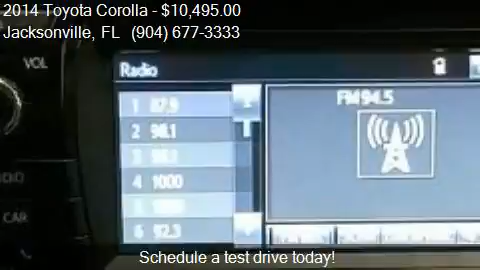 2014 Toyota Corolla - $10,495.00
Jacksonville, FL (904) 677-3333
VOL
Radio
FM 94.5
1 87.9
2 98.1
3
4 1000
5
6 92.3
CAR
Schedule a test drive today!